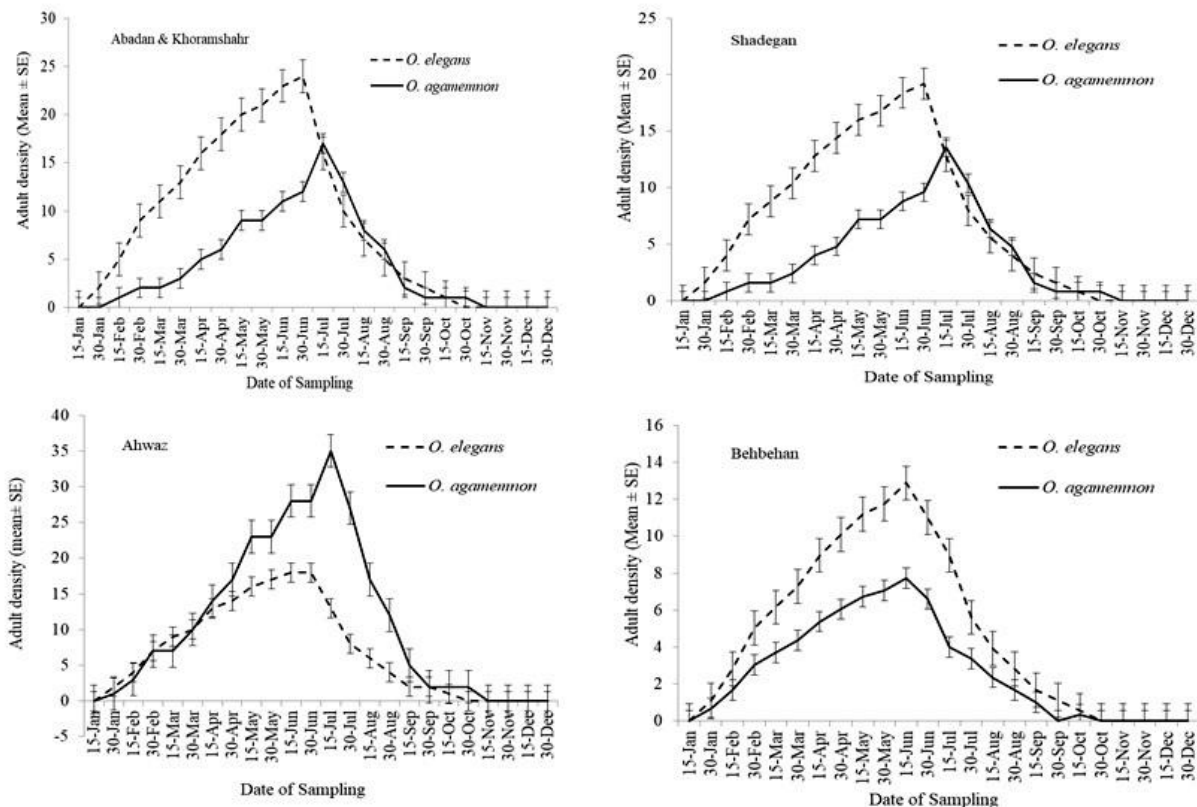 Abadan & Khoramshahr
O. elegans
O. agamemnon
Adult density (Mean ± SE)
30
25
20
15
10
5
0
15-Jan
30-Jan
15-Feb
30-Feb
15-Mar
30-Mar
15-Apr
30-Apr
15-May
30-May
15-Jun
30-Jun
15-Jul
30-Jul
15-Aug
30-Aug
15-Sep
30-Sep
15-Oct
30-Oct
15-Nov
30-Nov
15-Dec
30-Dec
Date of Sampling
Shadegan
O. elegans
O. agamemnon
Adult density (Mean ± SE)
25
20
15
10
5
0
15-Jan
30-Jan
15-Feb
30-Feb
15-Mar
30-Mar
15-Apr
30-Apr
15-May
30-May
15-Jun
30-Jun
15-Jul
30-Jul
15-Aug
30-Aug
15-Sep
30-Sep
15-Oct
30-Oct
15-Nov
30-Nov
15-Dec
30-Dec
Date of Sampling
Ahwaz
O. elegans
O. agamemnon
Adult density (mean± SE)
40
35
30
25
20
15
10
5
0
-5
15-Jan
30-Jan
15-Feb
30-Feb
15-Mar
30-Mar
15-Apr
30-Apr
15-May
30-May
15-Jun
30-Jun
15-Jul
30-Jul
15-Aug
30-Aug
15-Sep
30-Sep
15-Oct
30-Oct
15-Nov
30-Nov
15-Dec
30-Dec
Date of Sampling
Behbehan
O. elegans
O. agamemnon
Adult density (Mean ± SE)
16
14
12
10
8
6
4
2
0
15-Jan
30-Jan
15-Feb
30-Feb
15-Mar
30-Mar
15-Apr
30-Apr
15-May
30-May
15-Jun
30-Jun
15-Jul
30-Jul
15-Aug
30-Aug
15-Sep
30-Sep
15-Oct
30-Oct
15-Nov
30-Nov
15-Dec
30-Dec
Date of Sampling